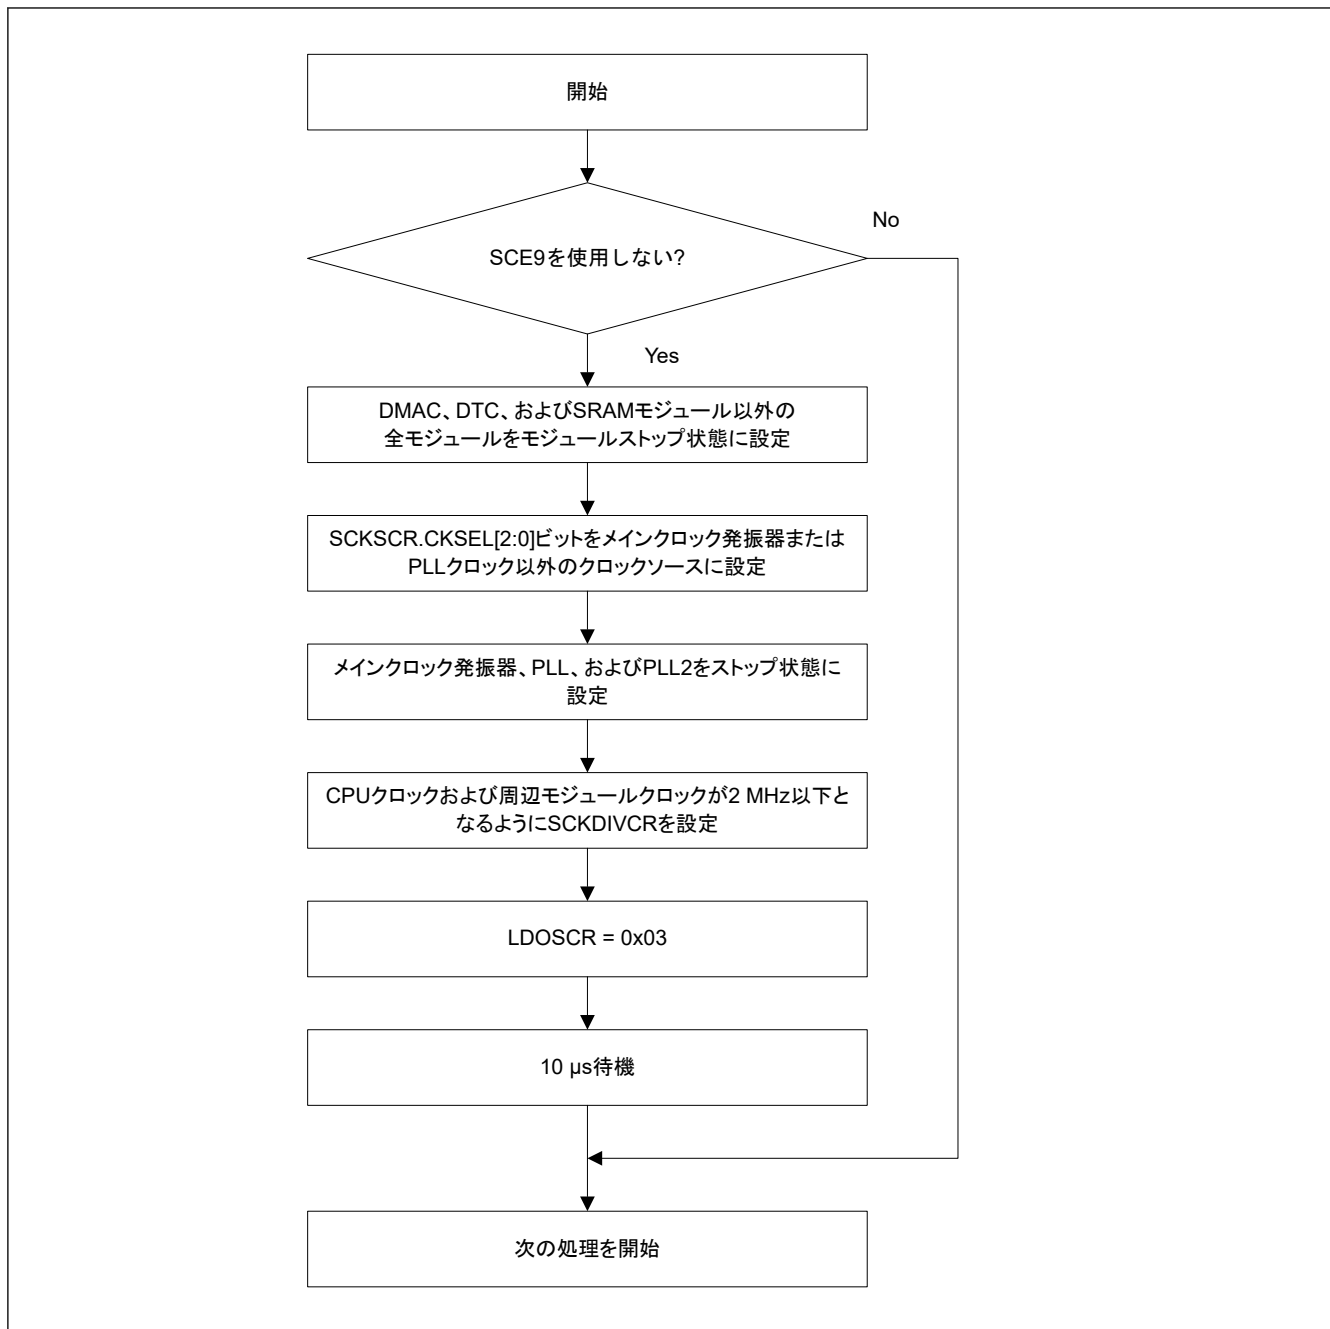 開始
No
SCE9を使用しない?
Yes
DMAC、DTC、およびSRAMモジュール以外の
全モジュールをモジュールストップ状態に設定
SCKSCR.CKSEL[2:0]ビットをメインクロック発振器または
PLLクロック以外のクロックソースに設定
メインクロック発振器、PLL、およびPLL2をストップ状態に
設定
CPUクロックおよび周辺モジュールクロックが2 MHz以下と
なるようにSCKDIVCRを設定
LDOSCR = 0x03
10 µs待機
次の処理を開始